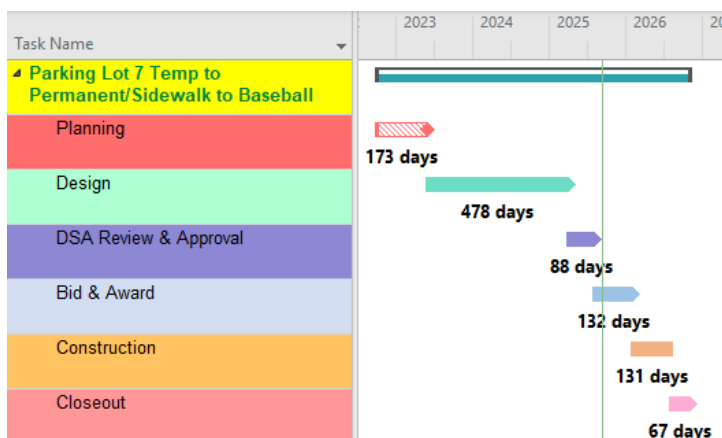 2023 2024 2025 2026
Task Name
Parking Lot 7 Temp to
Permanent/Sidewalk to Baseball
Planning
173 days
Design
478 days
DSA Review & Approval
88 days
Bid & Award
132 days
Construction
131 days
Closeout
67 days